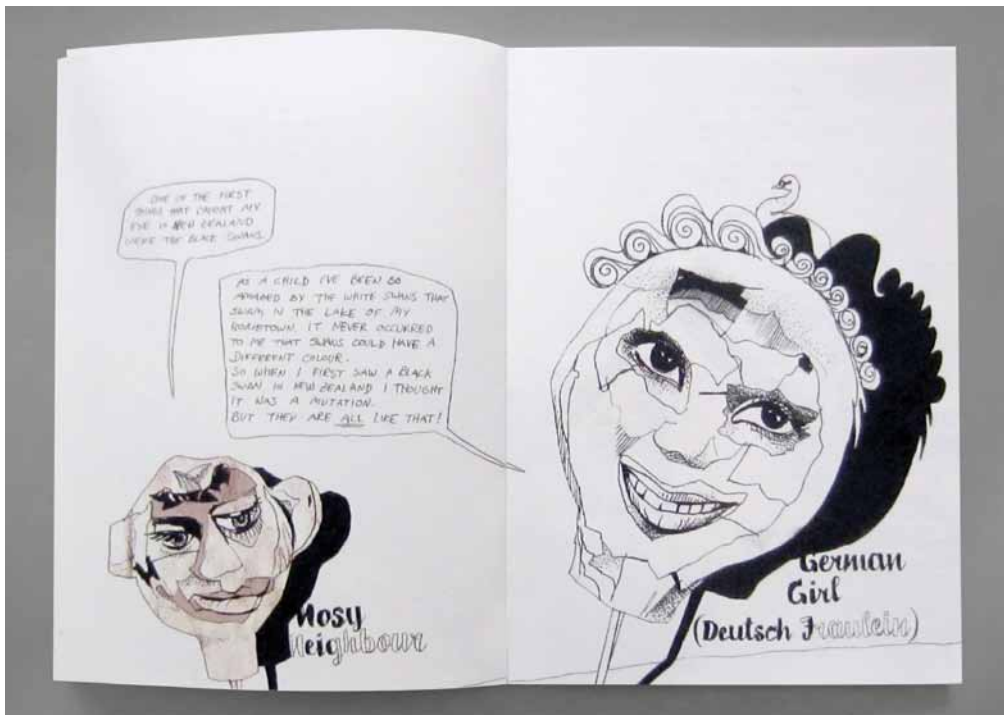 ONE OF THE FIRST
THINGS THAT CAUGHT MY
EYE IN NEW ZEALAND
WERE THE BLACK SWANS.
AS A CHILD I'VE BEEN SO
AMAZED BY THE WHITE SWANS THAT
SWUM IN THE LAKE OF MY
HOMETOWN. IT NEVER OCCURRED
TO ME THAT SWANS COULD HAVE A
DIFFERENT COLOUR.
SO WHEN I FIRST SAW A BLACK
SWAN IN NEW ZEALAND I THOUGHT
IT WAS A MUTATION.
BUT THEY ARE ALL LIKE THAT!
Nosy
Neighbour
German
Girl
(Deutsch Fraulein)